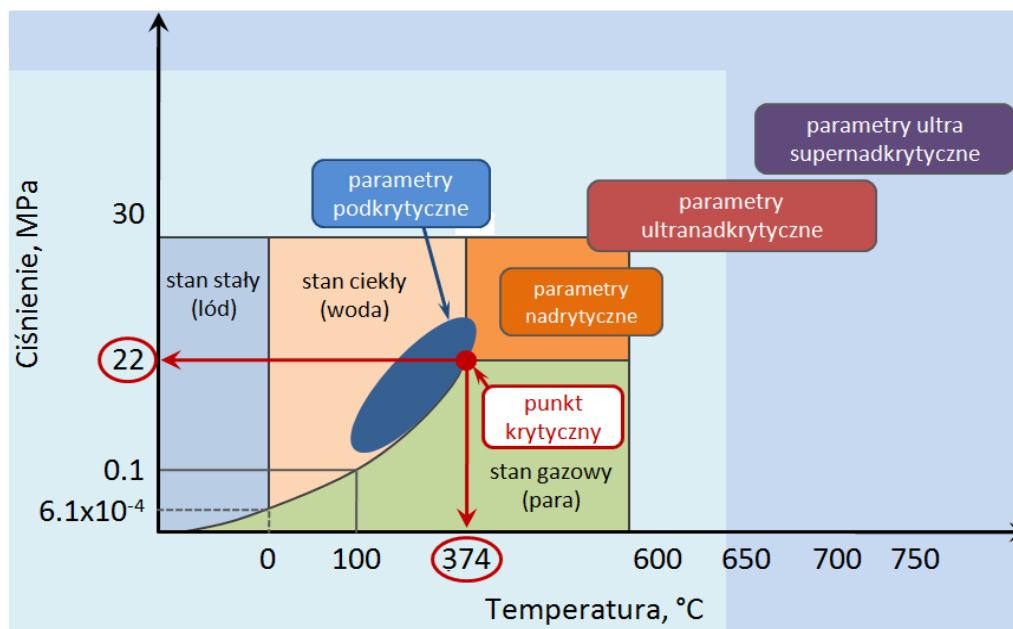 parametry ultra
supernadkrytyczne
parametry
podkrytyczne
parametry
ultranadkrytyczne
Ciśnienie, MPa
30
stan stały
(lód)
stan ciekły
(woda)
parametry
nadrytyczne
22
punkt
krytyczny
0.1
stan gazowy
(para)
6.1x10⁻⁴
0 100 374 600 650 700 750
Temperatura, °C